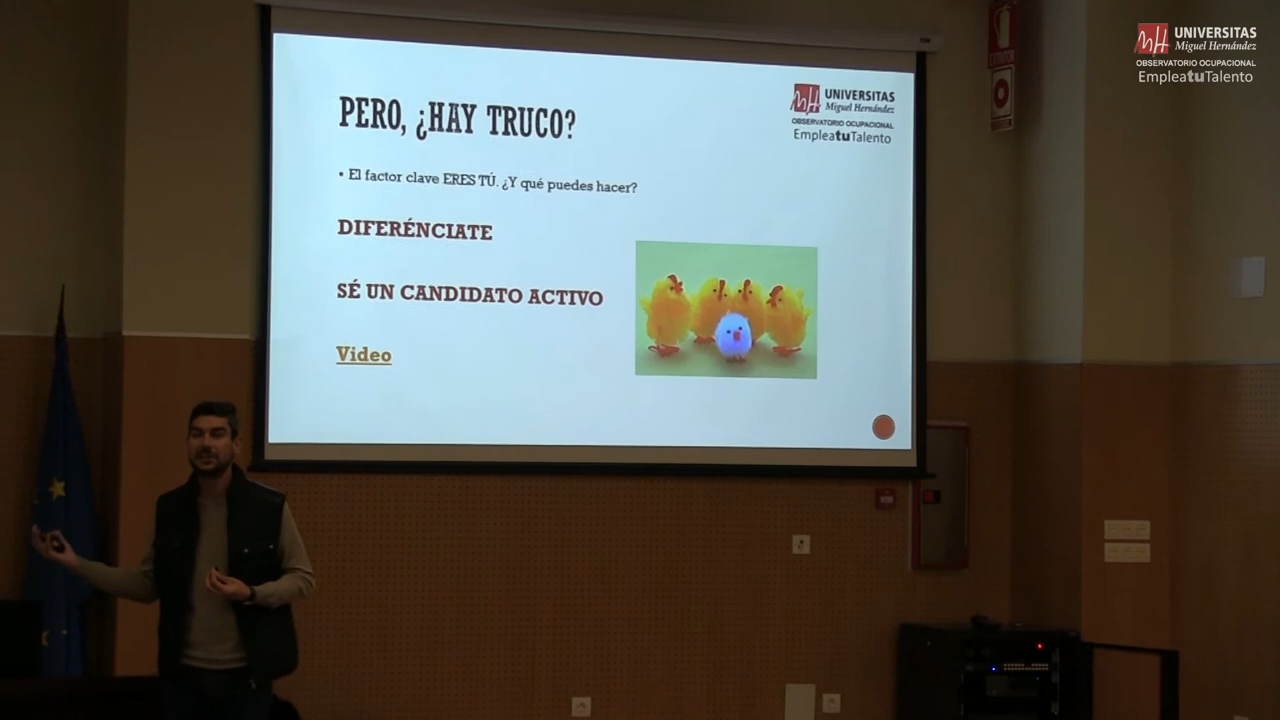 PERO, ¿HAY TRUCO?
UNIVERSITAS
Miguel Hernández
OBSERVATORIO OCUPACIONAL
EmpleatuTalento
▪ El factor clave ERES TÚ. ¿Y qué puedes hacer?
DIFERÉNCIATE
SÉ UN CANDIDATO ACTIVO
Video
UNIVERSITAS
Miguel Hernández
OBSERVATORIO OCUPACIONAL
EmpleatuTalento